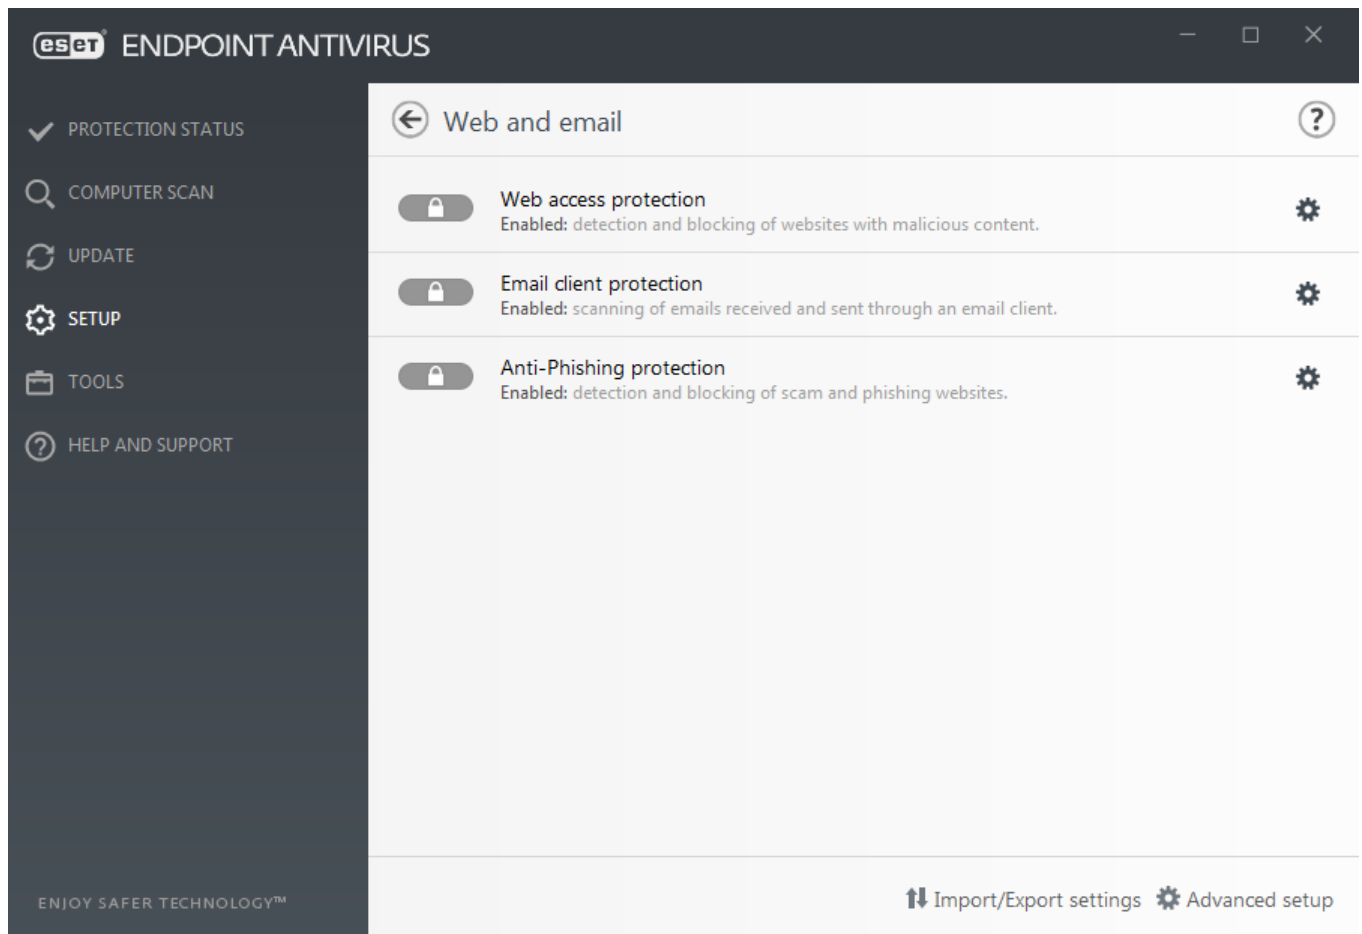 eset ENDPOINT ANTIVIRUS
PROTECTION STATUS
COMPUTER SCAN
UPDATE
SETUP
TOOLS
HELP AND SUPPORT
ENJOY SAFER TECHNOLOGY™
Web and email
?
Web access protection
Enabled: detection and blocking of websites with malicious content.
Email client protection
Enabled: scanning of emails received and sent through an email client.
Anti-Phishing protection
Enabled: detection and blocking of scam and phishing websites.
Import/Export settings Advanced setup